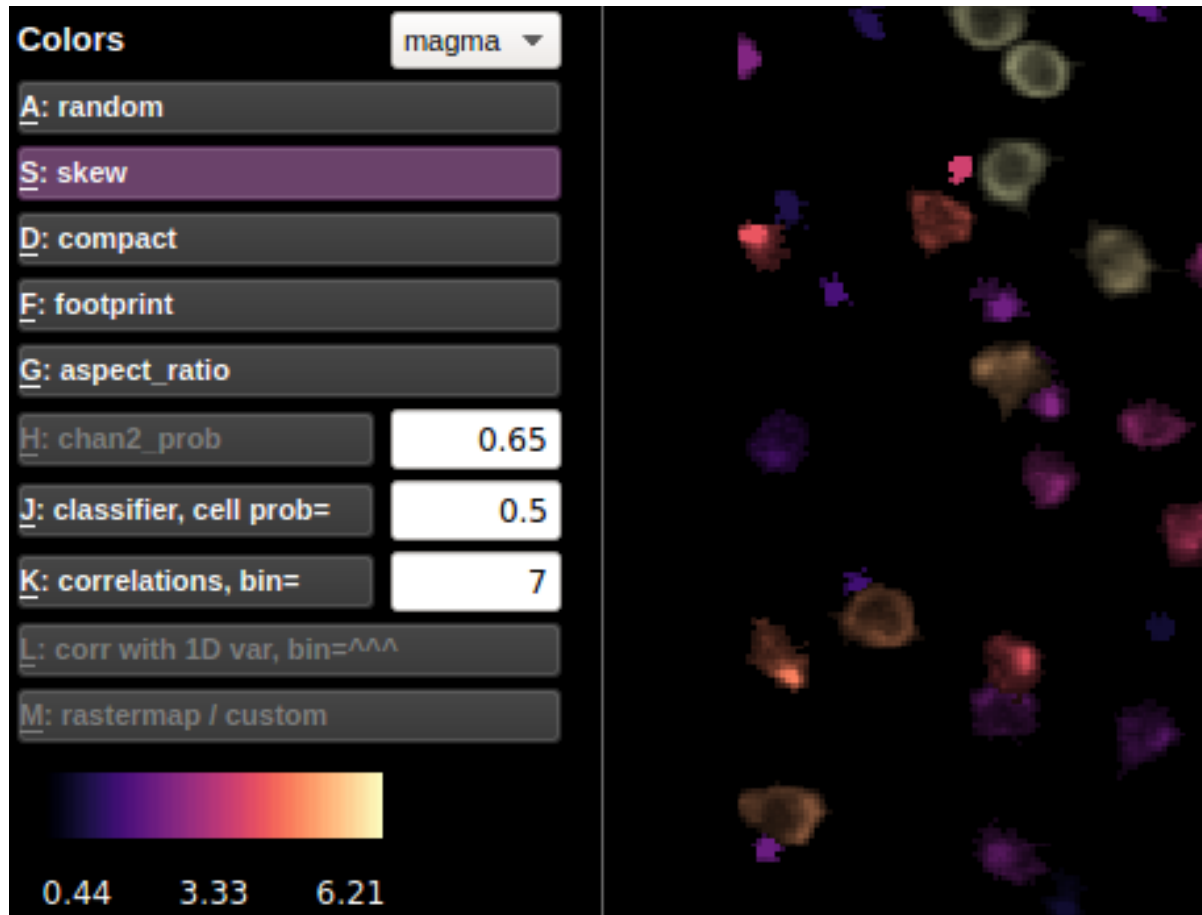 Colors magma
A: random
S: skew
D: compact
F: footprint
G: aspect_ratio
H: chan2_prob 0.65
J: classifier, cell prob= 0.5
K: correlations, bin= 7
L: corr with 1D var, bin=^^^
M: rastermap / custom
0.44 3.33 6.21